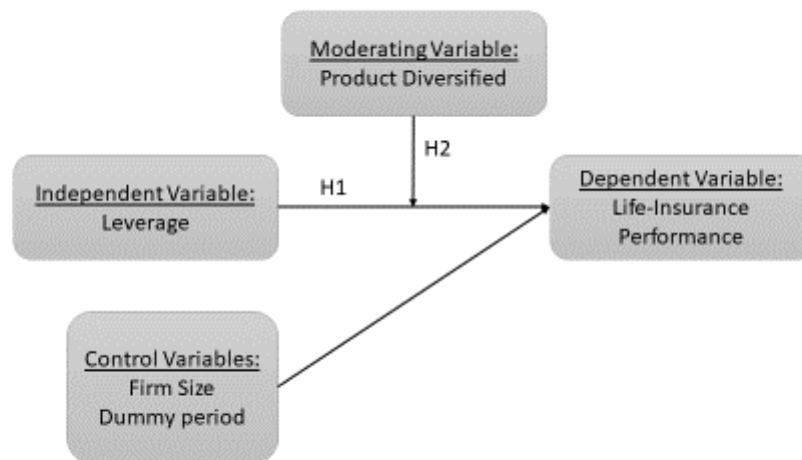 Moderating Variable:
Product Diversified
H2
H1
Independent Variable:
Leverage
Dependent Variable:
Life-Insurance
Performance
Control Variables:
Firm Size
Dummy period